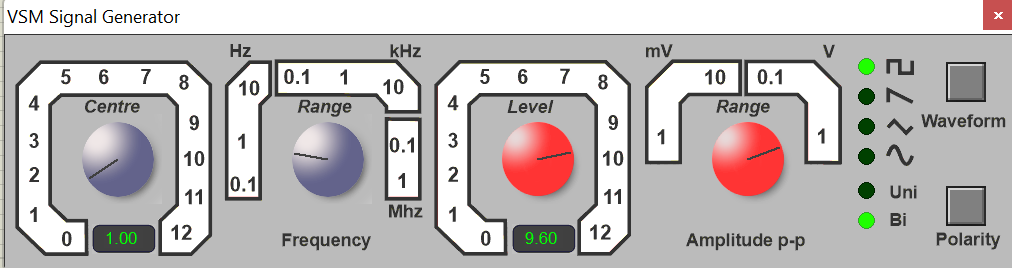 VSM Signal Generator
Hz kHz mV V
5 6 7 8 0.1 1 10 5 6 7 8 10 0.1
4 Centre 10 Range 4 Level Range
3 9 1 0.1 3 9 1 1 Waveform
2 10 0.1 1 2 10
1 11 Mhz 1 11 Uni
0 1.00 12 0 9.60 12 Bi
Frequency Amplitude p-p Polarity